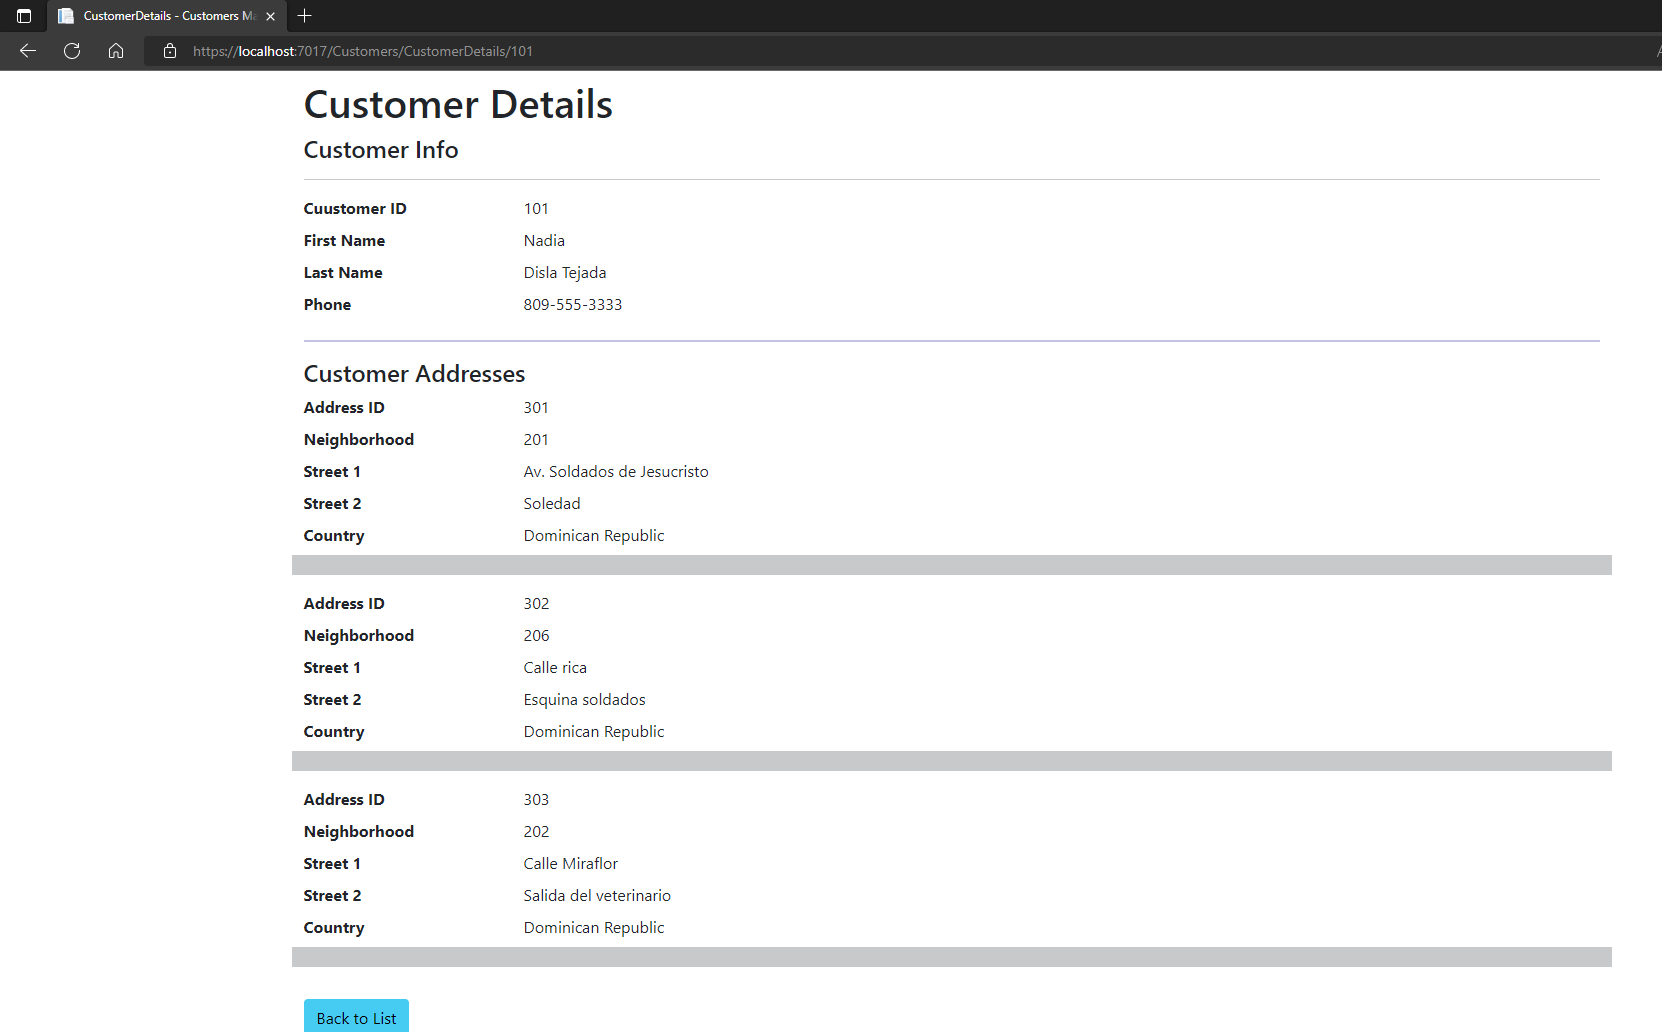 CustomerDetails - Customers Ma
https://localhost:7017/Customers/CustomerDetails/101
Customer Details
Customer Info
Cuustomer ID 101
First Name Nadia
Last Name Disla Tejada
Phone 809-555-3333
Customer Addresses
Address ID 301
Neighborhood 201
Street 1 Av. Soldados de Jesucristo
Street 2 Soledad
Country Dominican Republic
Address ID 302
Neighborhood 206
Street 1 Calle rica
Street 2 Esquina soldados
Country Dominican Republic
Address ID 303
Neighborhood 202
Street 1 Calle Miraflor
Street 2 Salida del veterinario
Country Dominican Republic
Back to List